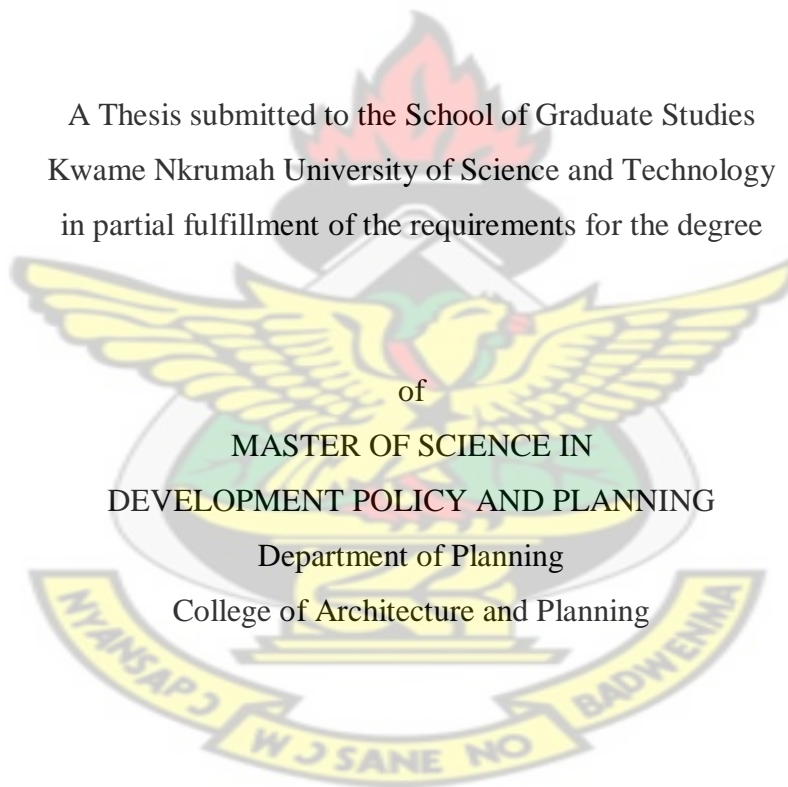 A Thesis submitted to the School of Graduate Studies
Kwame Nkrumah University of Science and Technology
in partial fulfillment of the requirements for the degree
of
MASTER OF SCIENCE IN
DEVELOPMENT POLICY AND PLANNING
Department of Planning
College of Architecture and Planning
NYANSAPƆ WƆSANE NO BADWENMA